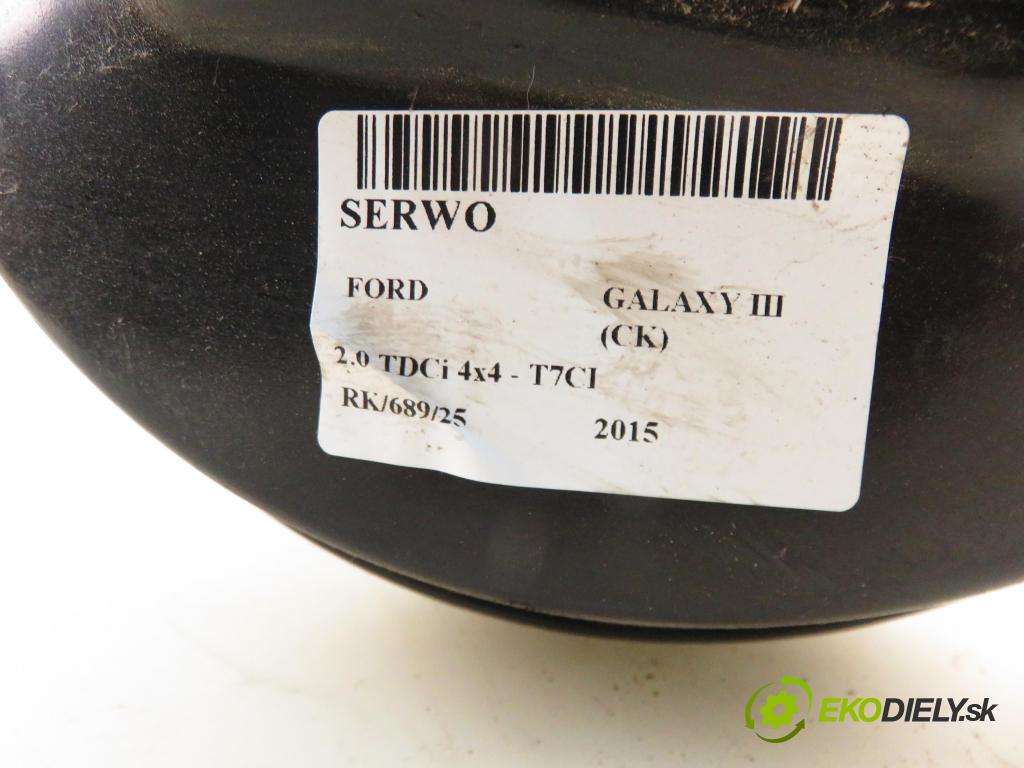 SERWO
FORD GALAXY III
(CK)
2.0 TDCi 4x4 - T7CI
RK/689/25 2015
EKODIELY.sk